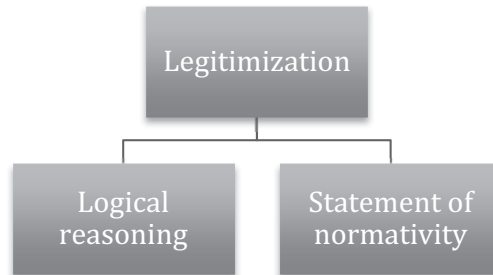 Legitimization
Logical
reasoning
Statement of
normativity